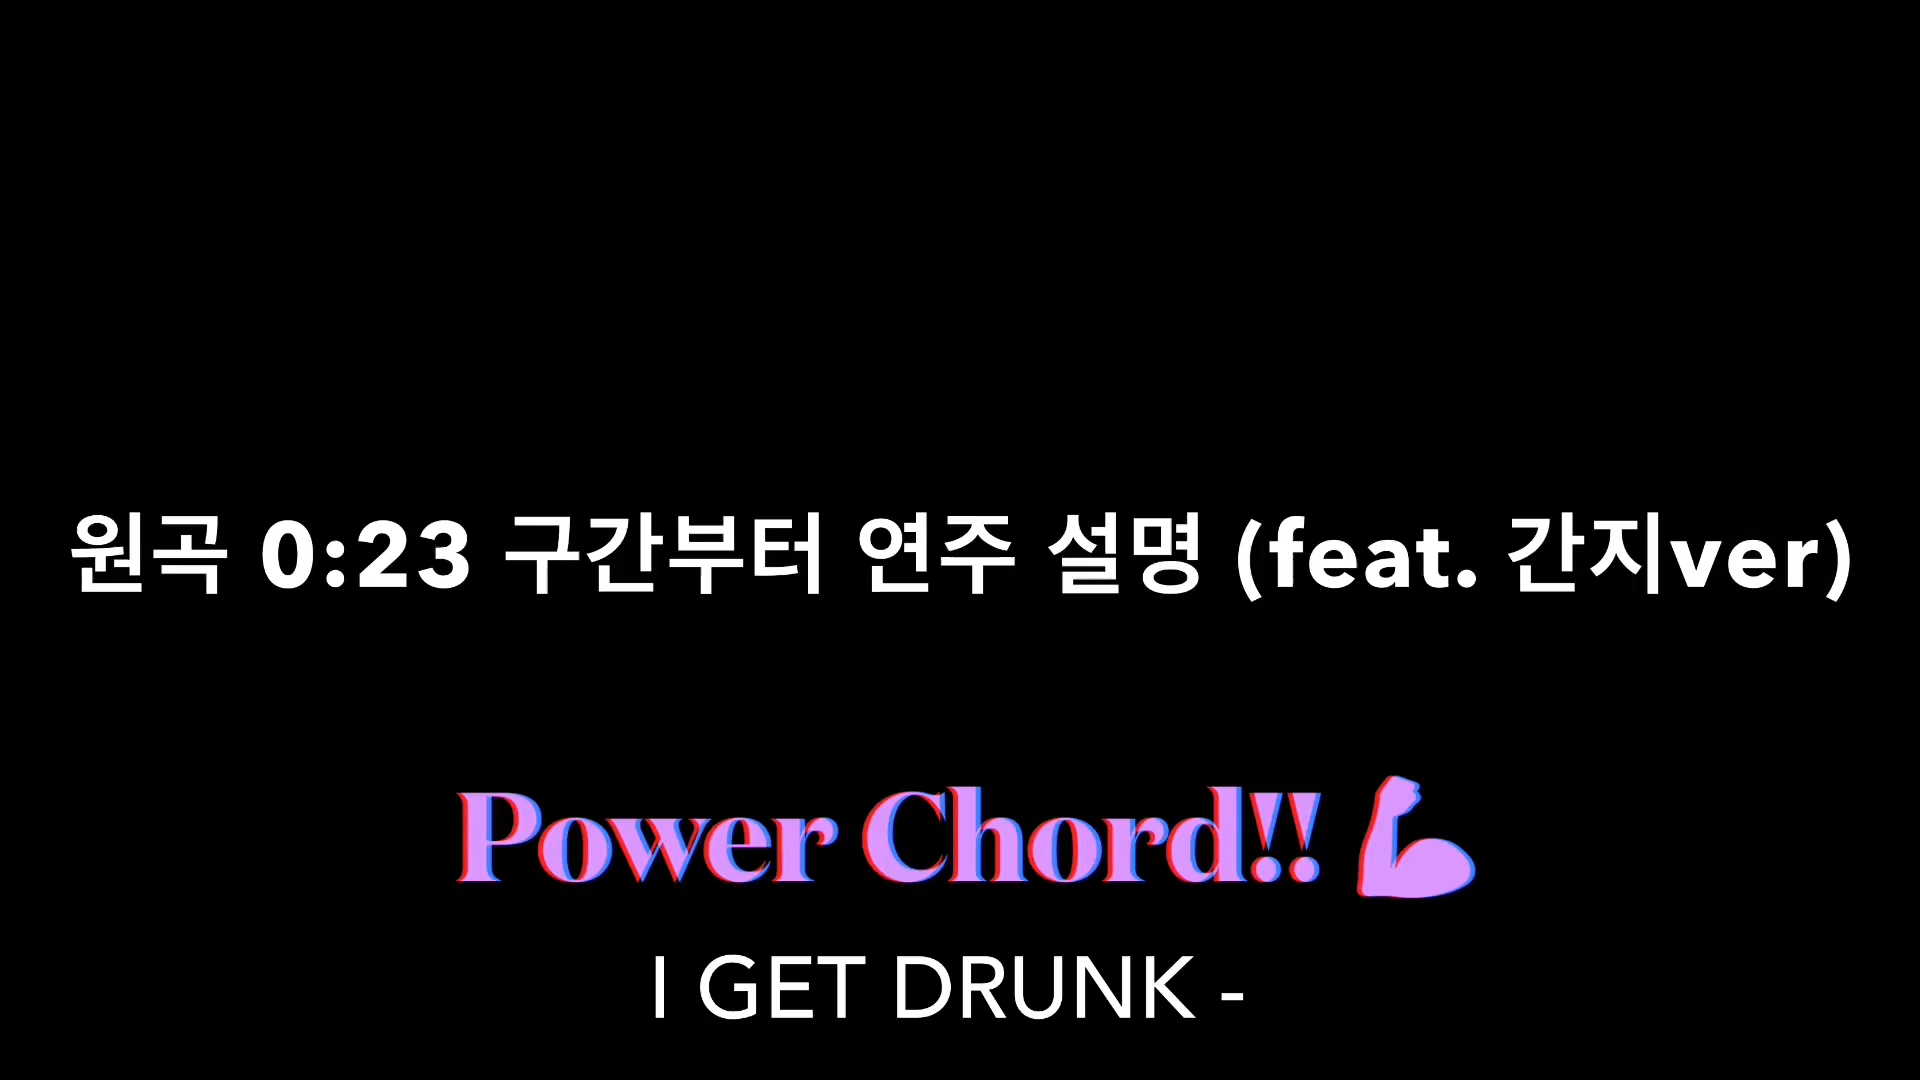 원곡 0:23 구간부터 연주 설명 (feat. 간지ver)
Power Chord!! 💪
I GET DRUNK -